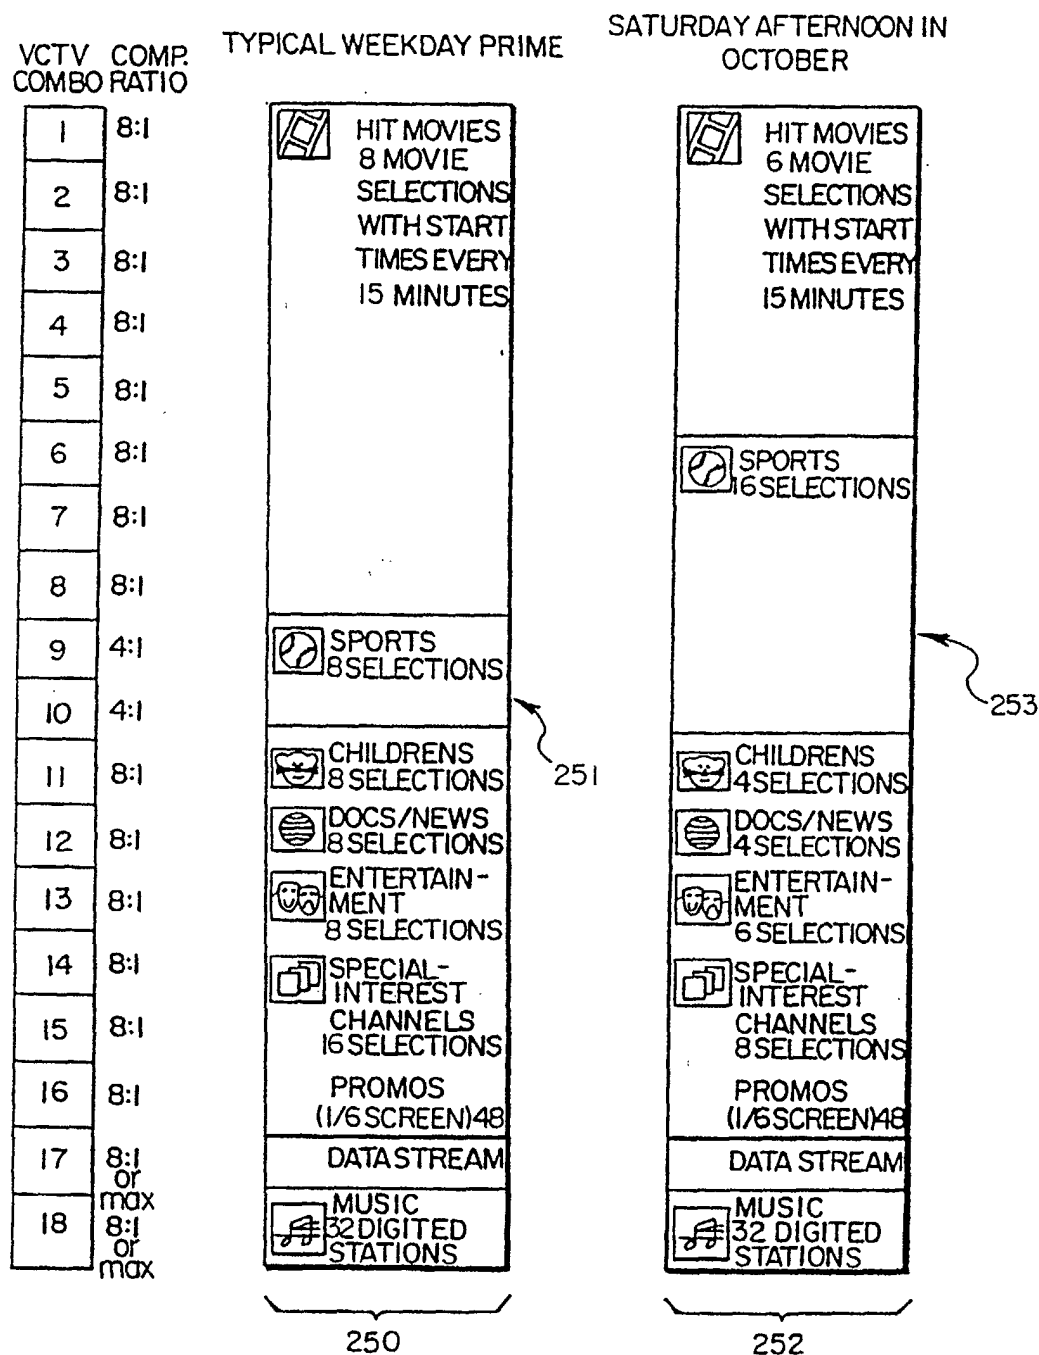 VCTV COMP.
COMBO RATIO
1 8:1
2 8:1
3 8:1
4 8:1
5 8:1
6 8:1
7 8:1
8 8:1
9 4:1
10 4:1
11 8:1
12 8:1
13 8:1
14 8:1
15 8:1
16 8:1
17 8:1
or
max
18 8:1
or
max
TYPICAL WEEKDAY PRIME
HIT MOVIES
8 MOVIE
SELECTIONS
WITH START
TIMES EVERY
15 MINUTES
SPORTS
8 SELECTIONS
251
CHILDRENS
8 SELECTIONS
DOCS/NEWS
8 SELECTIONS
ENTERTAIN-
MENT
8 SELECTIONS
SPECIAL-
INTEREST
CHANNELS
16 SELECTIONS
PROMOS
(1/6 SCREEN) 48
DATA STREAM
MUSIC
32 DIGITED
STATIONS
250
SATURDAY AFTERNOON IN
OCTOBER
HIT MOVIES
6 MOVIE
SELECTIONS
WITH START
TIMES EVERY
15 MINUTES
SPORTS
16 SELECTIONS
253
CHILDRENS
4 SELECTIONS
DOCS/NEWS
4 SELECTIONS
ENTERTAIN-
MENT
6 SELECTIONS
SPECIAL-
INTEREST
CHANNELS
8 SELECTIONS
PROMOS
(1/6 SCREEN) 48
DATA STREAM
MUSIC
32 DIGITED
STATIONS
252